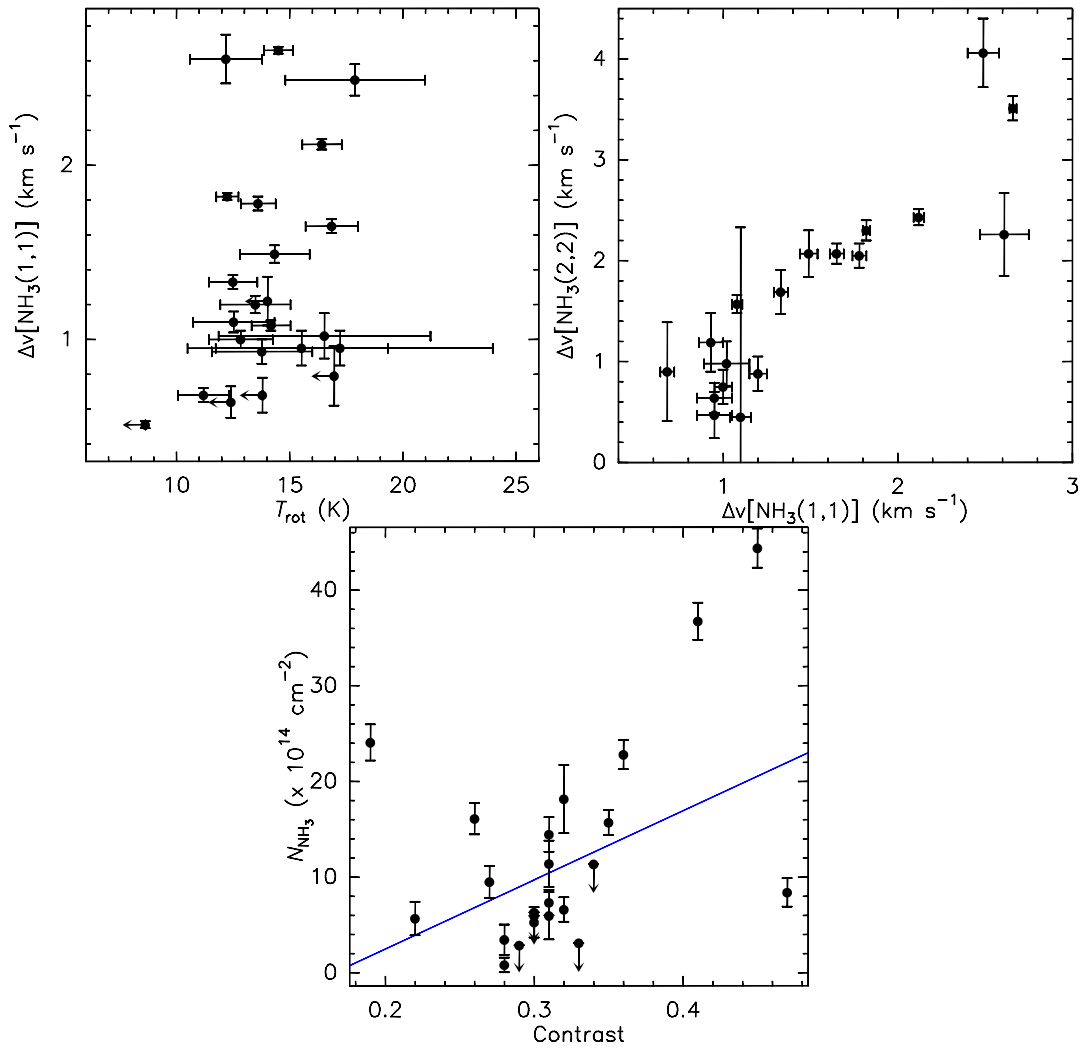 Δv[NH₃(1,1)] (km s⁻¹)
2
1
10 15 20 25
T_rot (K)
Δv[NH₃(2,2)] (km s⁻¹)
4
3
2
1
0
1 2 3
Δv[NH₃(1,1)] (km s⁻¹)
N_NH₃ (x 10¹⁴ cm⁻²)
40
30
20
10
0
0.2 0.3 0.4
Contrast